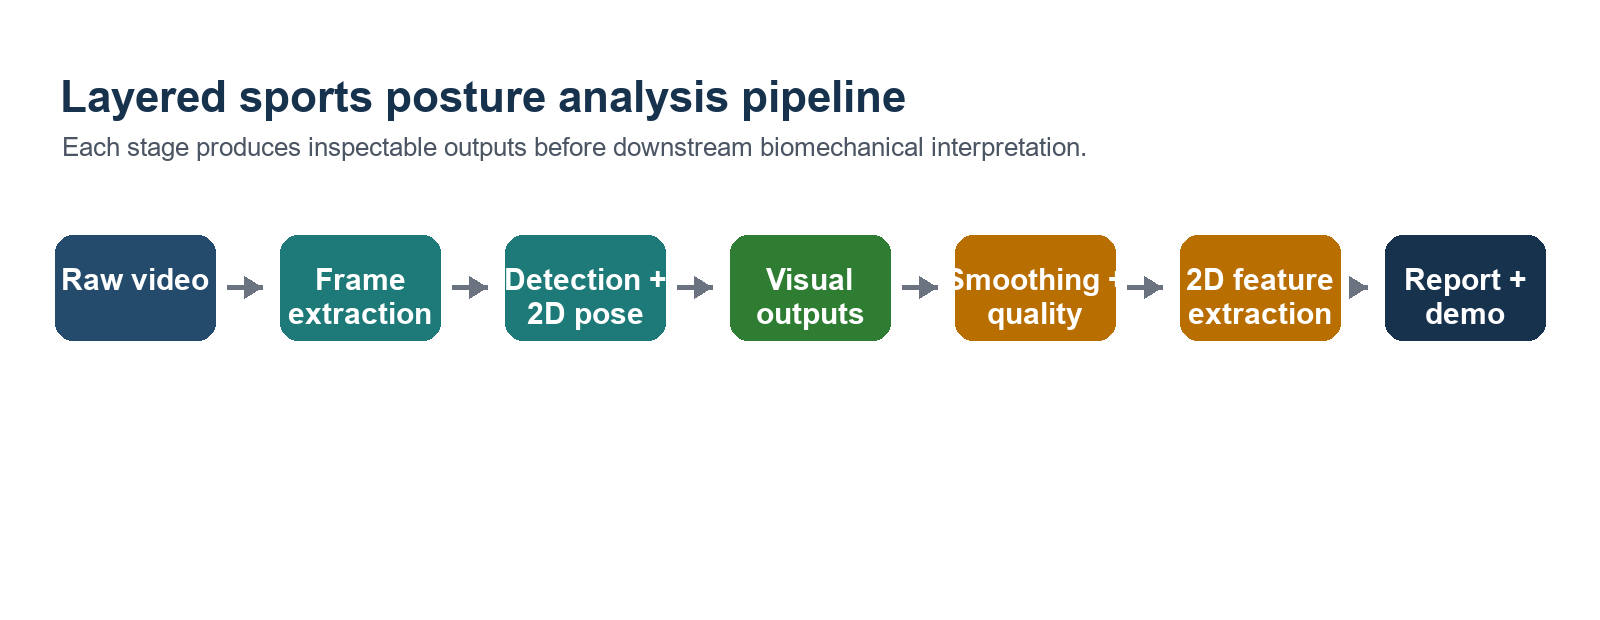 Layered sports posture analysis pipeline
Each stage produces inspectable outputs before downstream biomechanical interpretation.
Raw video
Frame
extraction
Detection +
2D pose
Visual
outputs
Smoothing +
quality
2D feature
extraction
Report +
demo